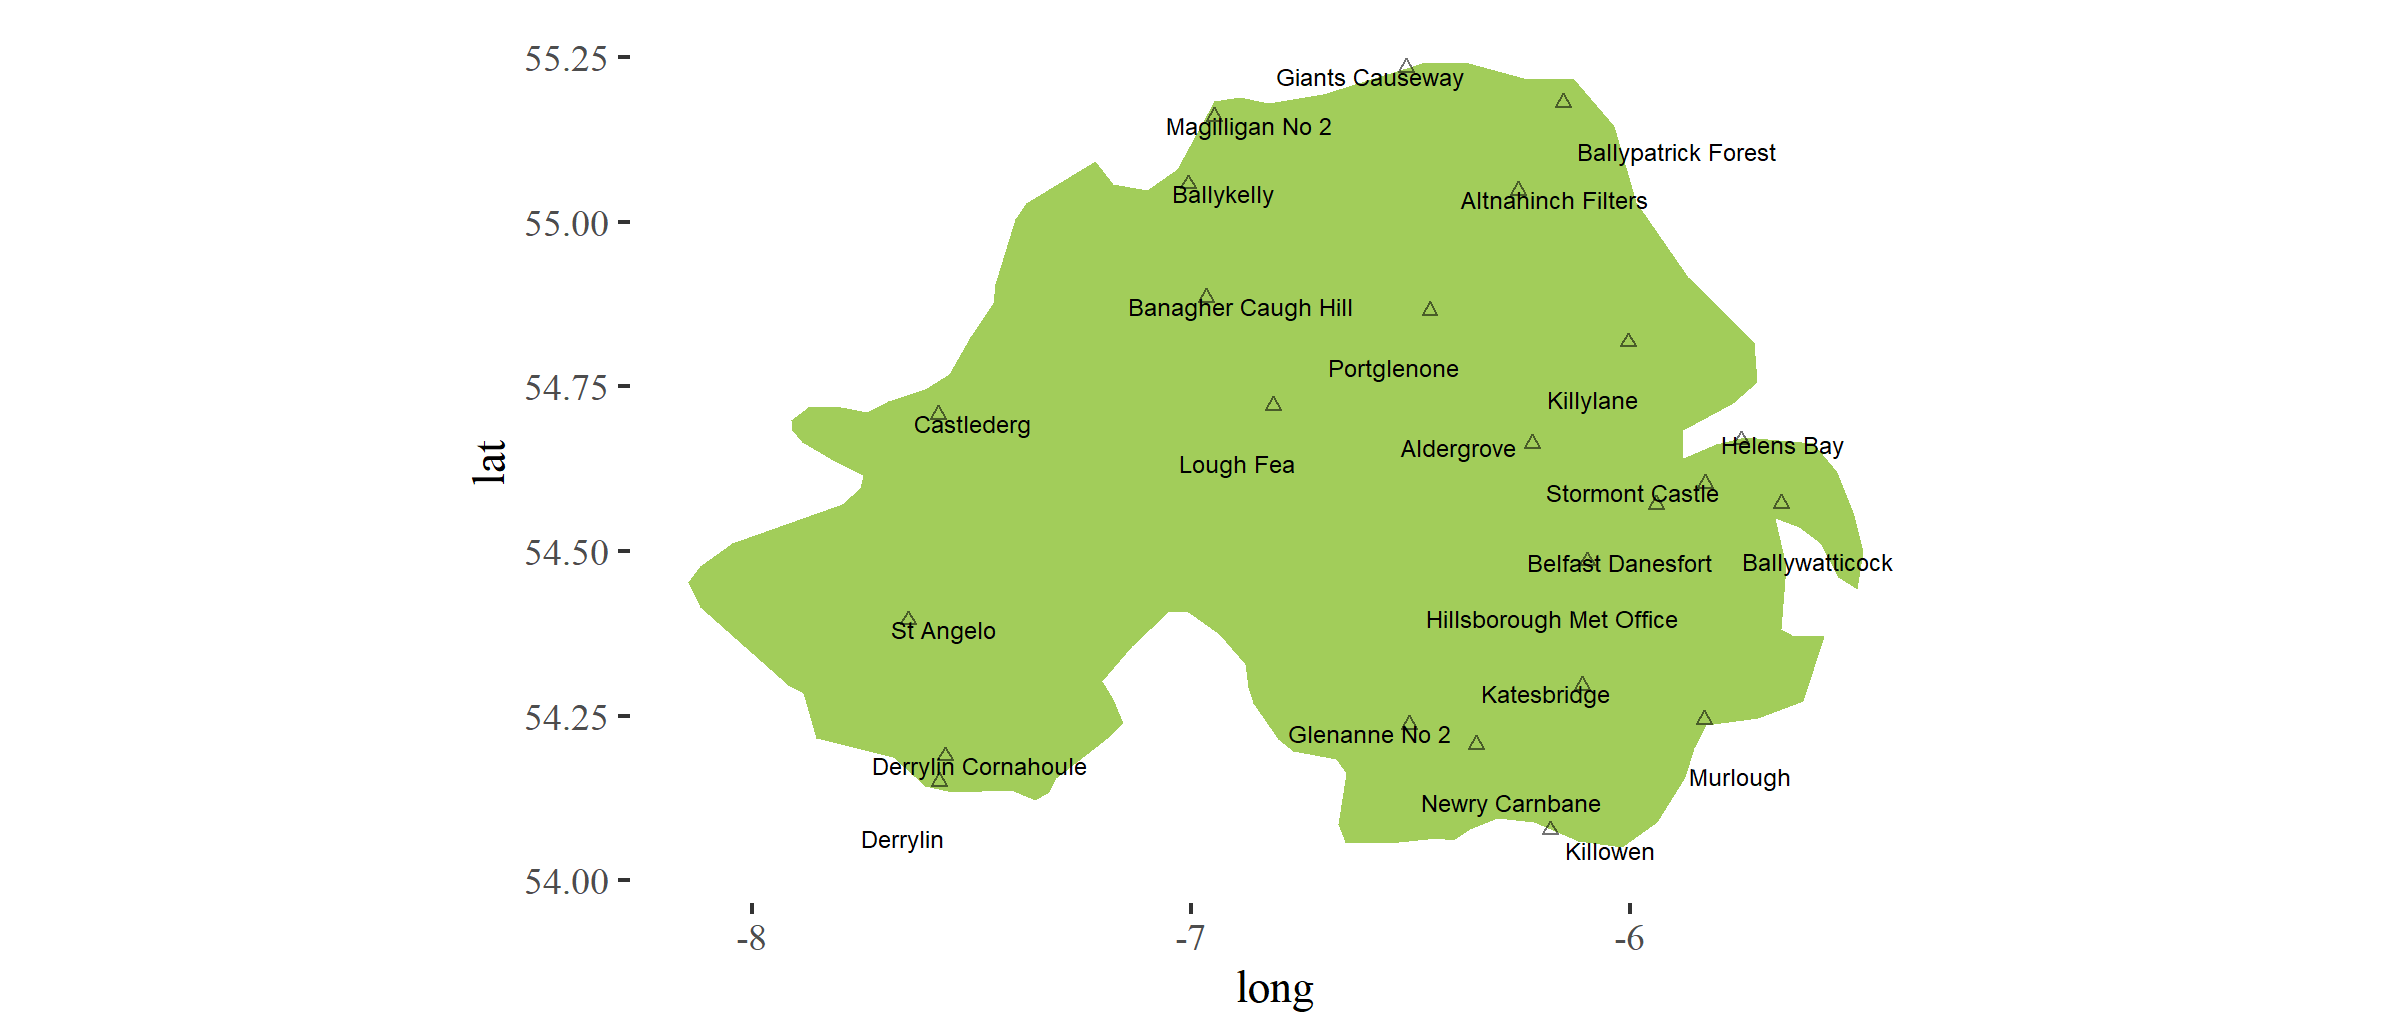 55.25
Giants Causeway
Magilligan No 2
Ballypatrick Forest
Ballykelly
Altnahinch Filters
55.00
Banagher Caugh Hill
Portglenone
54.75
Killylane
Castlederg
Aldergrove
Helens Bay
lat
Lough Fea
Stormont Castle
54.50
Belfast Danesfort
Ballywatticock
Hillsborough Met Office
St Angelo
Katesbridge
54.25
Glenanne No 2
Derrylin Cornahoule
Murlough
Newry Carnbane
Derrylin
Killowen
54.00
-8
-7
-6
long